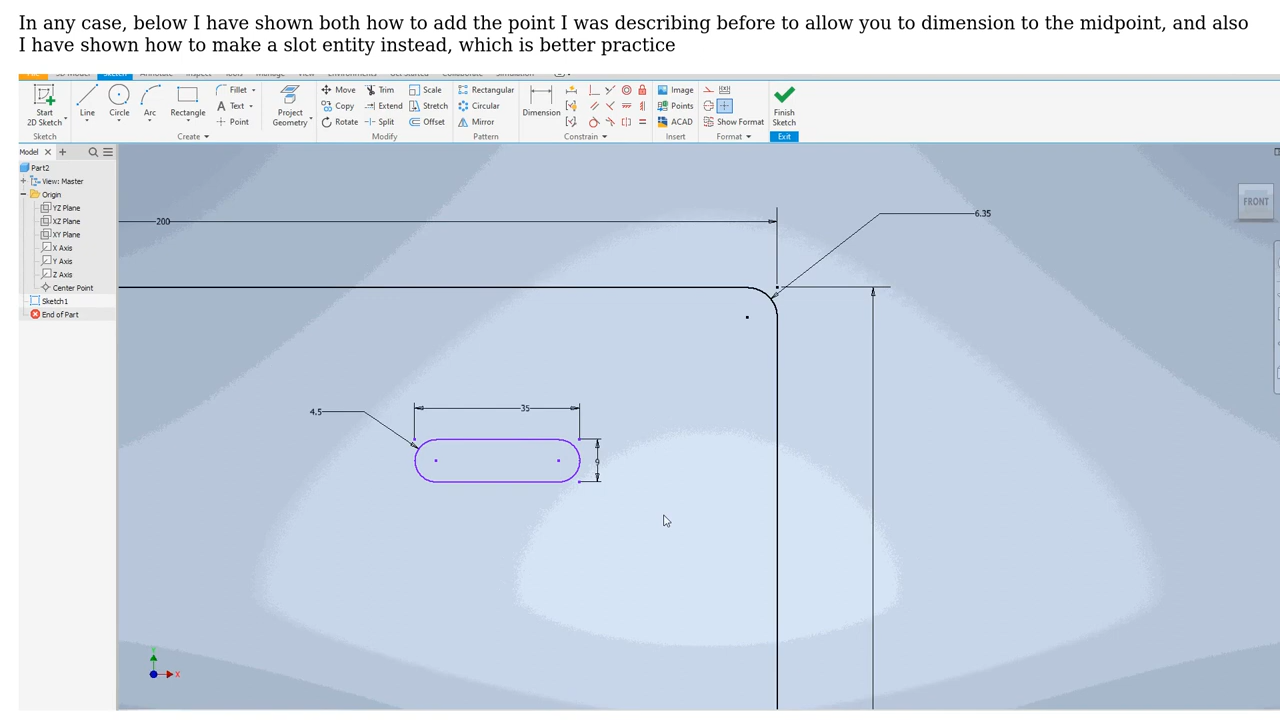 In any case, below I have shown both how to add the point I was describing before to allow you to dimension to the midpoint, and also
I have shown how to make a slot entity instead, which is better practice
Fillet Move Trim Scale Rectangular Image
Copy Extend Stretch Circular Points
Start Line Circle Arc Rectangle Text Project Dimension Finish
2D Sketch Point Geometry Rotate Split Offset Mirror ACAD Show Format Sketch
Sketch Create Modify Pattern Constrain Insert Format Exit
Model
Part2
View: Master
Origin
YZ Plane
XZ Plane
XY Plane
X Axis
Y Axis
Z Axis
Center Point
Sketch1
End of Part
FRONT
200
6.35
35
4.5
Y
X